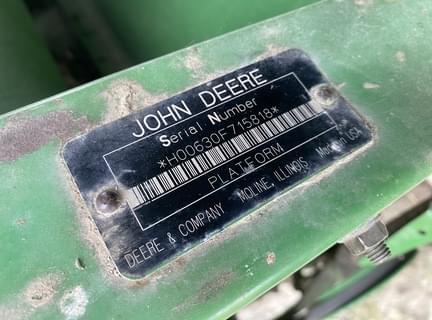 JOHN DEERE
Serial Number
*H00630F715818*
PLATFORM
DEERE & COMPANY MOLINE, ILLINOIS Made in USA